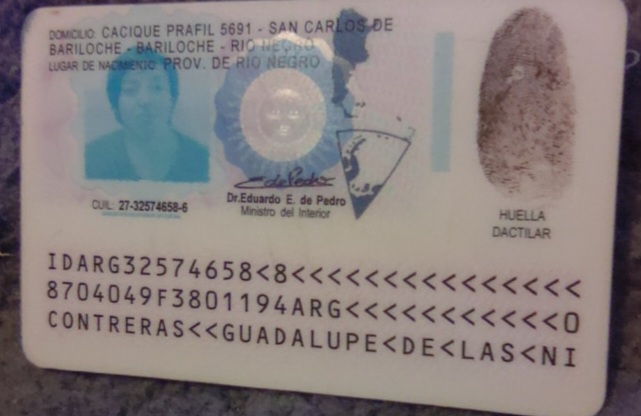 DOMICILIO: CACIQUE PRAFIL 5691 - SAN CARLOS DE
BARILOCHE - BARILOCHE - RIO NEGRO
LUGAR DE NACIMIENTO: PROV. DE RIO NEGRO
CUIL: 27-32574658-6
Dr.Eduardo E. de Pedro
Ministro del Interior
HUELLA
DACTILAR
IDARG32574658<8<<<<<<<<<<<<<<<
8704049F3801194ARG<<<<<<<<<<<0
CONTRERAS<<GUADALUPE<DE<LAS<NI